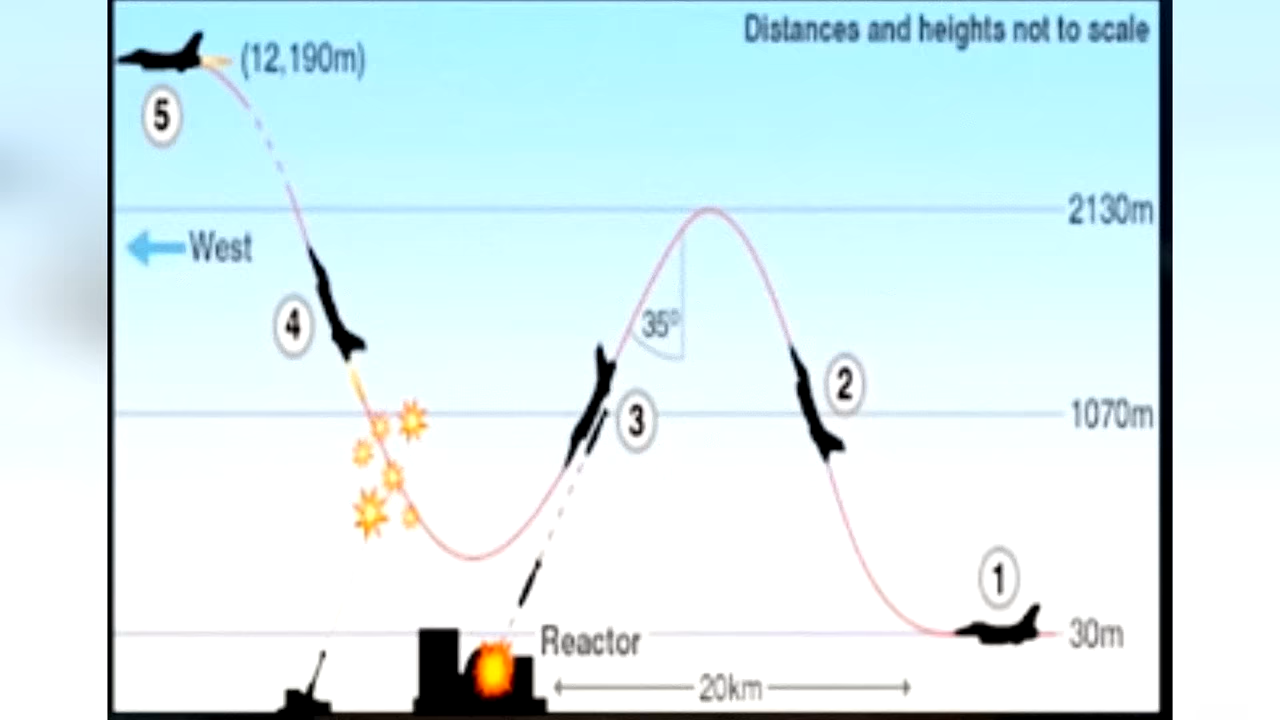 Distances and heights not to scale
(12,190m)
5
2130m
West
4
35º
2
3
1070m
1
Reactor
30m
20km